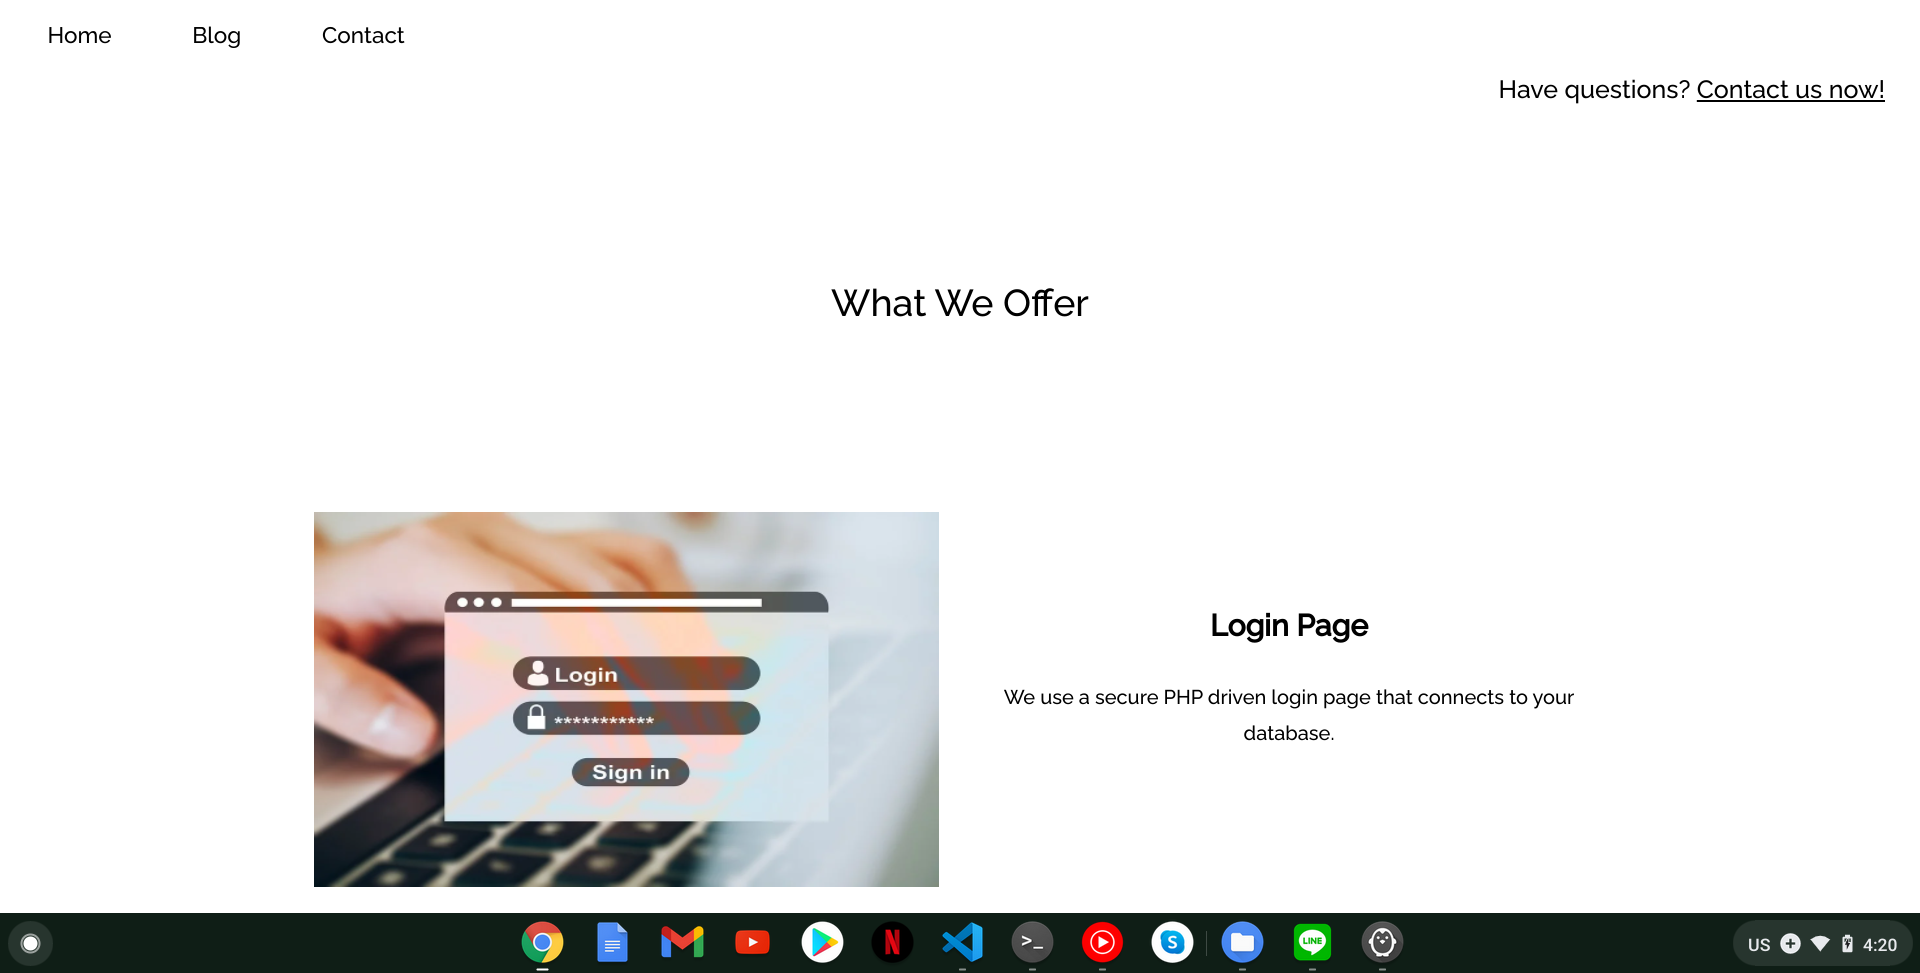 Home Blog Contact
Have questions? Contact us now!
What We Offer
Login
***********
Sign in
Login Page
We use a secure PHP driven login page that connects to your
database.
N >_ S LINE US 4:20